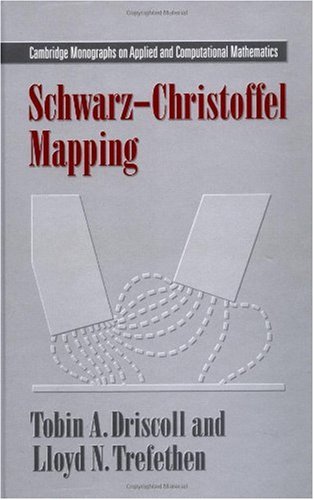 Cambridge Monographs on Applied and Computational Mathematics
Schwarz–Christoffel
Mapping
Tobin A. Driscoll and
Lloyd N. Trefethen